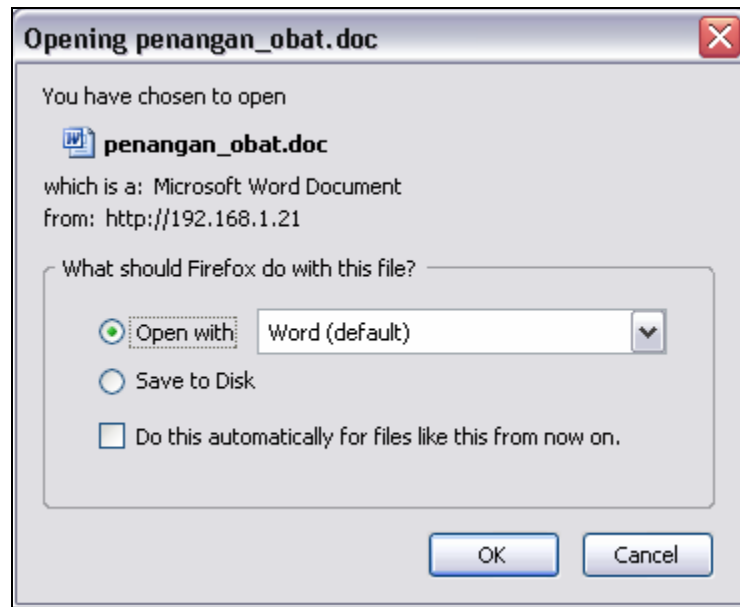 Opening penangan_obat.doc
You have chosen to open
penangan_obat.doc
which is a: Microsoft Word Document
from: http://192.168.1.21
What should Firefox do with this file?
Open with Word (default)
Save to Disk
Do this automatically for files like this from now on.
OK Cancel